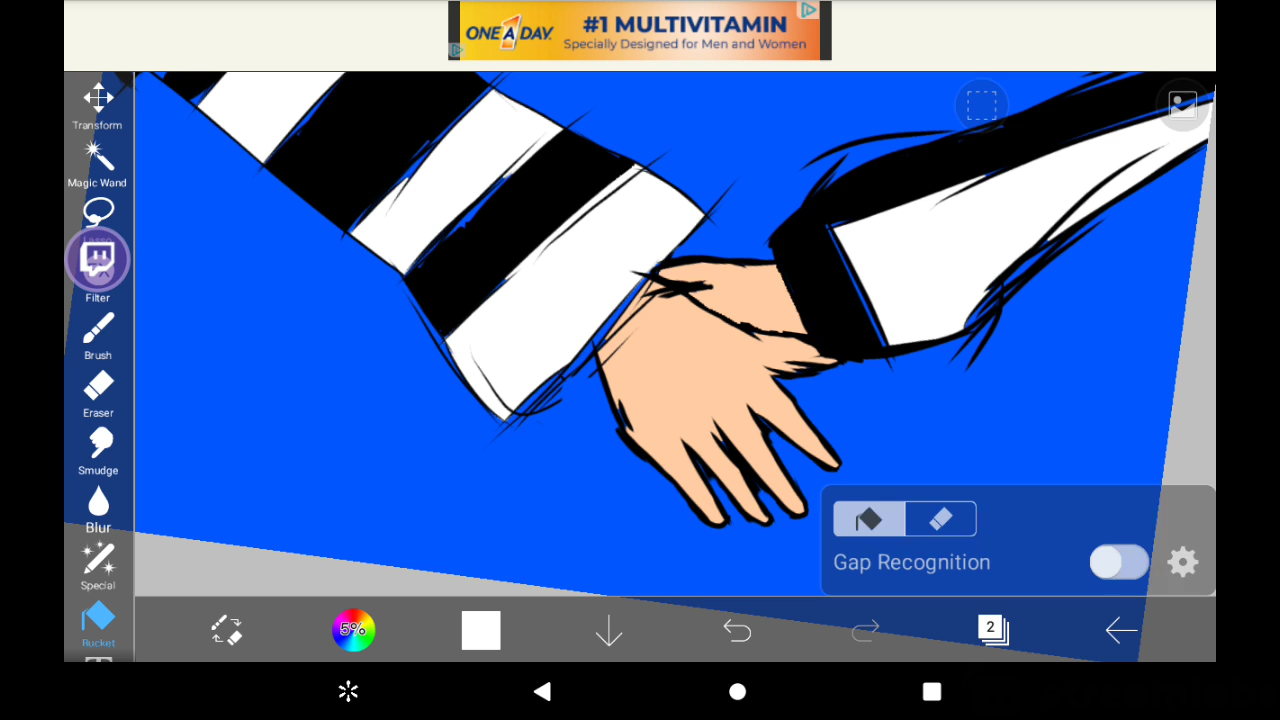 ONE A DAY
#1 MULTIVITAMIN
Specially Designed for Men and Women
Transform
Magic Wand
Filter
Brush
Eraser
Smudge
Blur
Special
Bucket
Gap Recognition
5%
2